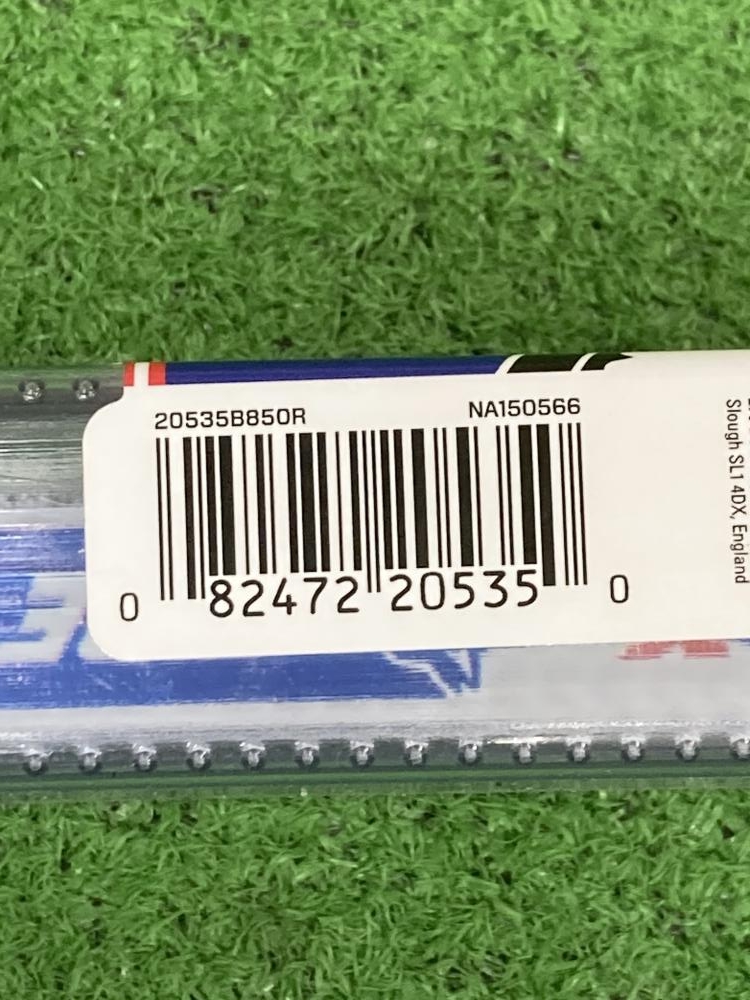 20535B850R NA150566
0 82472 20535 0
Slough SL1 4DX, England